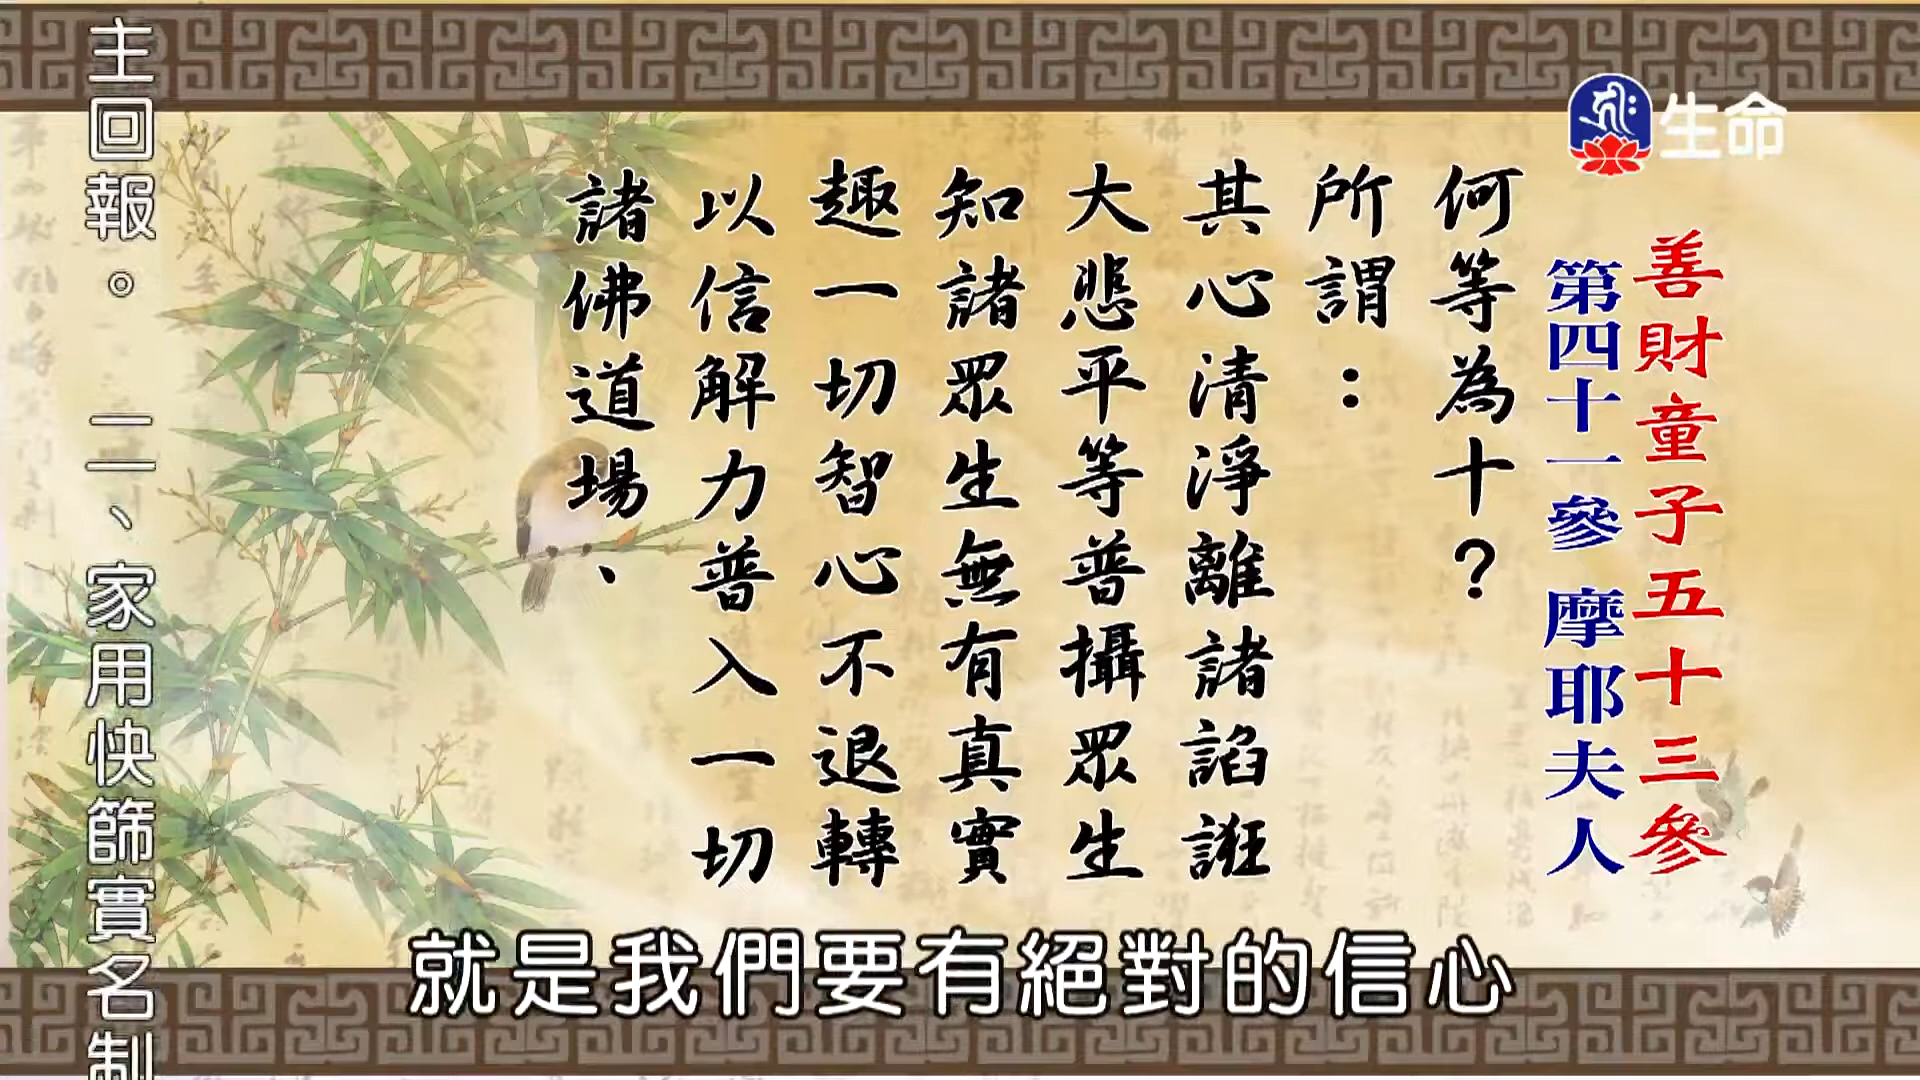 生命
善財童子五十三參
第四十一參 摩耶夫人
何等為十?
所謂:
其心清淨離諸諂誑
大悲平等普攝眾生
知諸眾生無有真實
趣一切智心不退轉
以信解力普入一切
諸佛道場、
主回報。 二、家用快篩實名制
就是我們要有絕對的信心